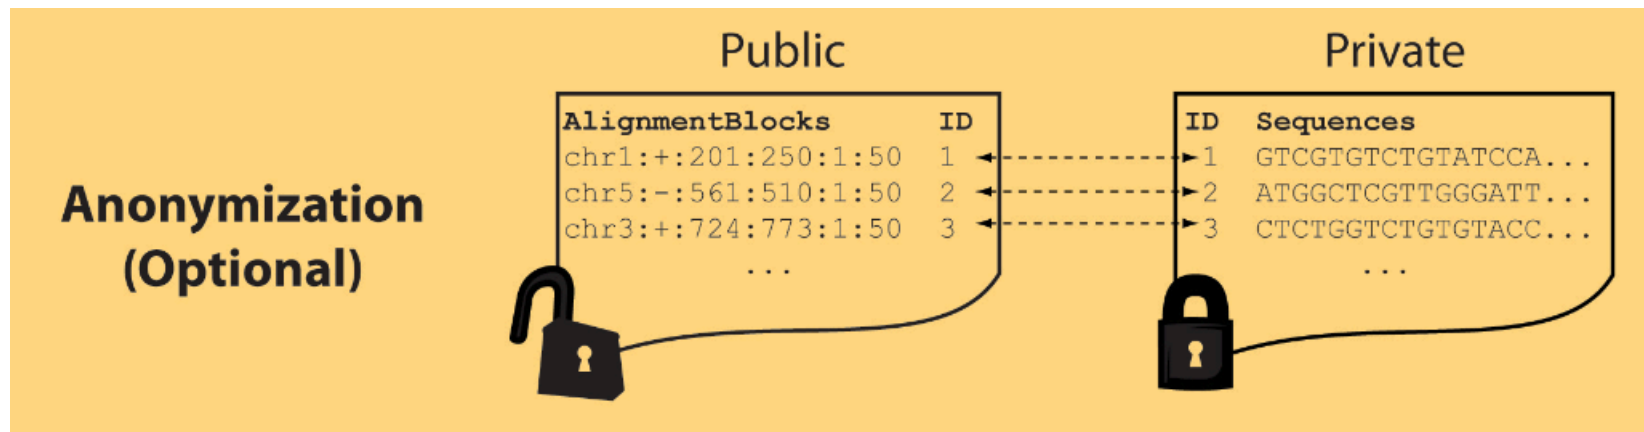 Public
Private
Anonymization
(Optional)
AlignmentBlocks ID
chr1:+:201:250:1:50 1
chr5:-:561:510:1:50 2
chr3:+:724:773:1:50 3
...
ID Sequences
1 GTCGTGTCTGTATCCA...
2 ATGGCTCGTTGGGATT...
3 CTCTGGTCTGTGTACC...
...